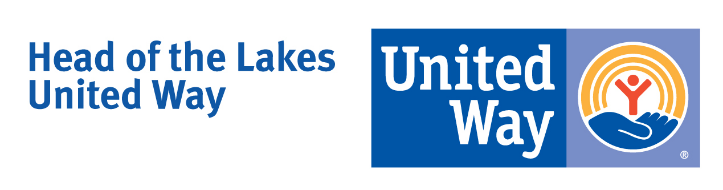 Head of the Lakes
United Way
United
Way
®